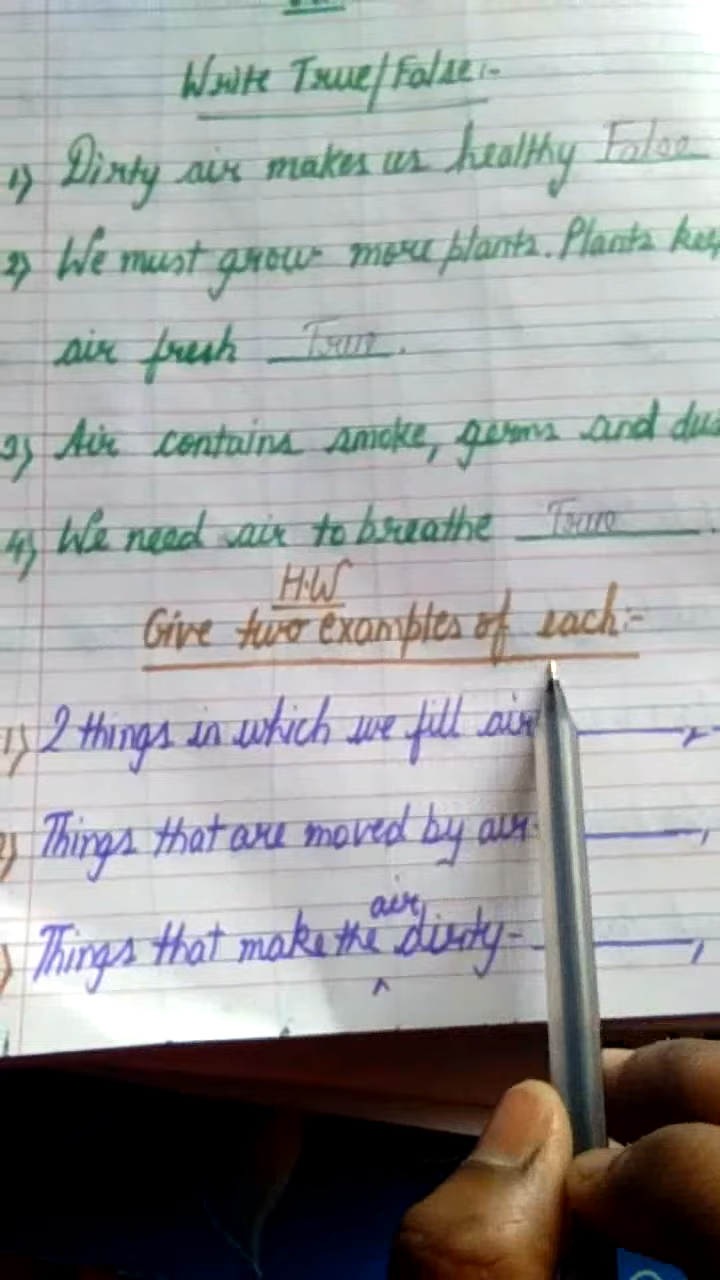 Write True/False:-
1) Dirty air makes us healthy False
2) We must grow more plants. Plants keep
air fresh True.
3) Air contains smoke, germs and dus
4) We need air to breathe True.
H.W
Give two examples of each:-
1) 2 things in which we fill air ,
2) Things that are moved by air- ,
) Things that make the air dirty- ,